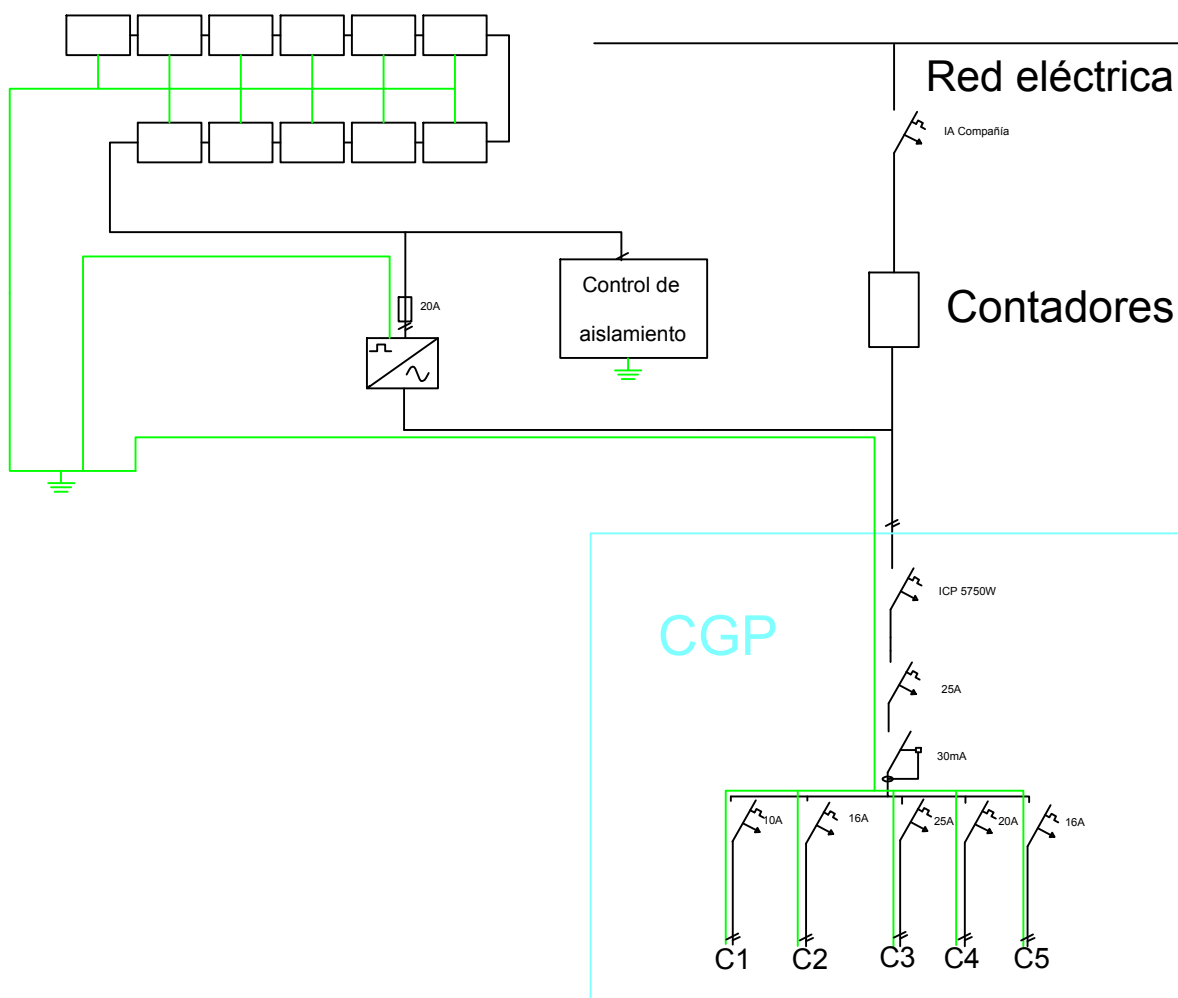 Red eléctrica
IA Compañía
Control de
aislamiento
20A
Contadores
ICP 5750W
CGP
25A
30mA
10A
16A
25A
20A
16A
C1
C2
C3
C4
C5